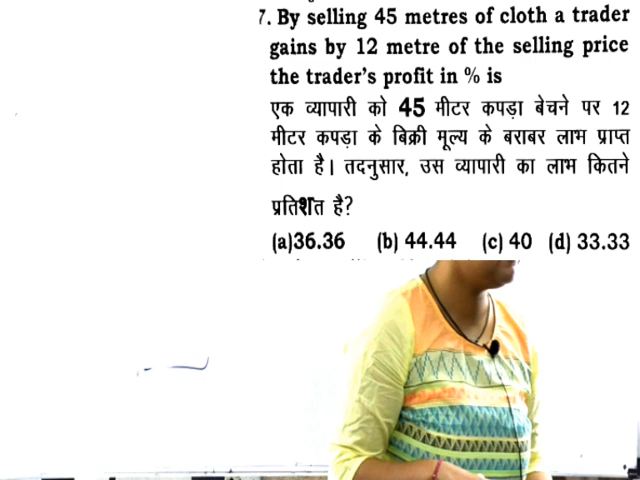 7. By selling 45 metres of cloth a trader
gains by 12 metre of the selling price
the trader's profit in % is
एक व्यापारी को 45 मीटर कपड़ा बेचने पर 12
मीटर कपड़ा के बिक्री मूल्य के बराबर लाभ प्राप्त
होता है। तदनुसार, उस व्यापारी का लाभ कितने
प्रतिशत है?
(a)36.36 (b) 44.44 (c) 40 (d) 33.33